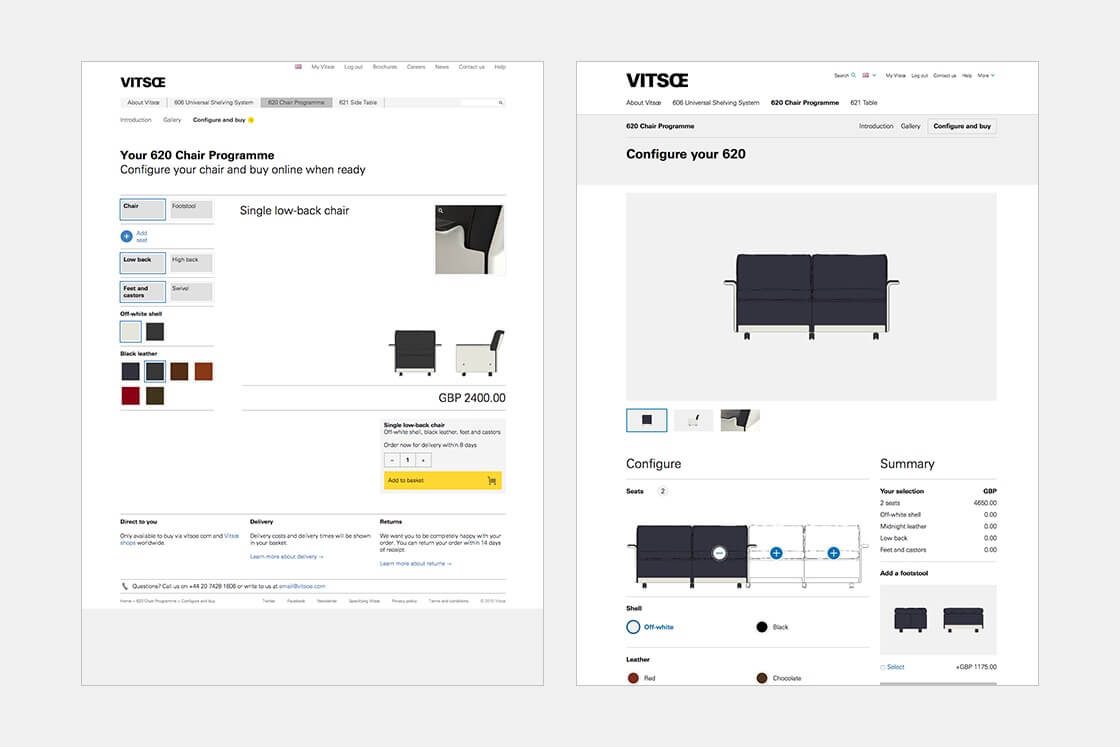 My Vitsœ Log out Brochures Careers News Contact us Help
VITSŒ
About Vitsœ 606 Universal Shelving System 620 Chair Programme 621 Side Table
Introduction Gallery Configure and buy
Your 620 Chair Programme
Configure your chair and buy online when ready
Chair Footstool
Single low-back chair
Add
seat
Low back High back
Feet and
castors
Swivel
Off-white shell
Black leather
GBP 2400.00
Single low-back chair
Off-white shell, black leather, feet and castors
Order now for delivery within 8 days
– 1 +
Add to basket
Direct to you
Only available to buy via vitsoe.com and Vitsœ
shops worldwide.
Delivery
Delivery costs and delivery times will be shown
in your basket.
Learn more about delivery →
Returns
We want you to be completely happy with your
order. You can return your order within 14 days
of receipt.
Learn more about returns →
Questions? Call us on +44 20 7428 1606 or write to us at email@vitsoe.com
Home > 620 Chair Programme > Configure and buy Twitter Facebook Newsletter Specifying Vitsœ Privacy policy Terms and conditions © 2015 Vitsœ
VITSŒ
Search My Vitsœ Log out Contact us Help More
About Vitsœ 606 Universal Shelving System 620 Chair Programme 621 Table
620 Chair Programme Introduction Gallery Configure and buy
Configure your 620
Configure
Seats 2
Shell
Off-white Black
Leather
Red Chocolate
Summary
Your selection GBP
2 seats 4650.00
Off-white shell 0.00
Midnight leather 0.00
Low back 0.00
Feet and castors 0.00
Add a footstool
Select +GBP 1175.00